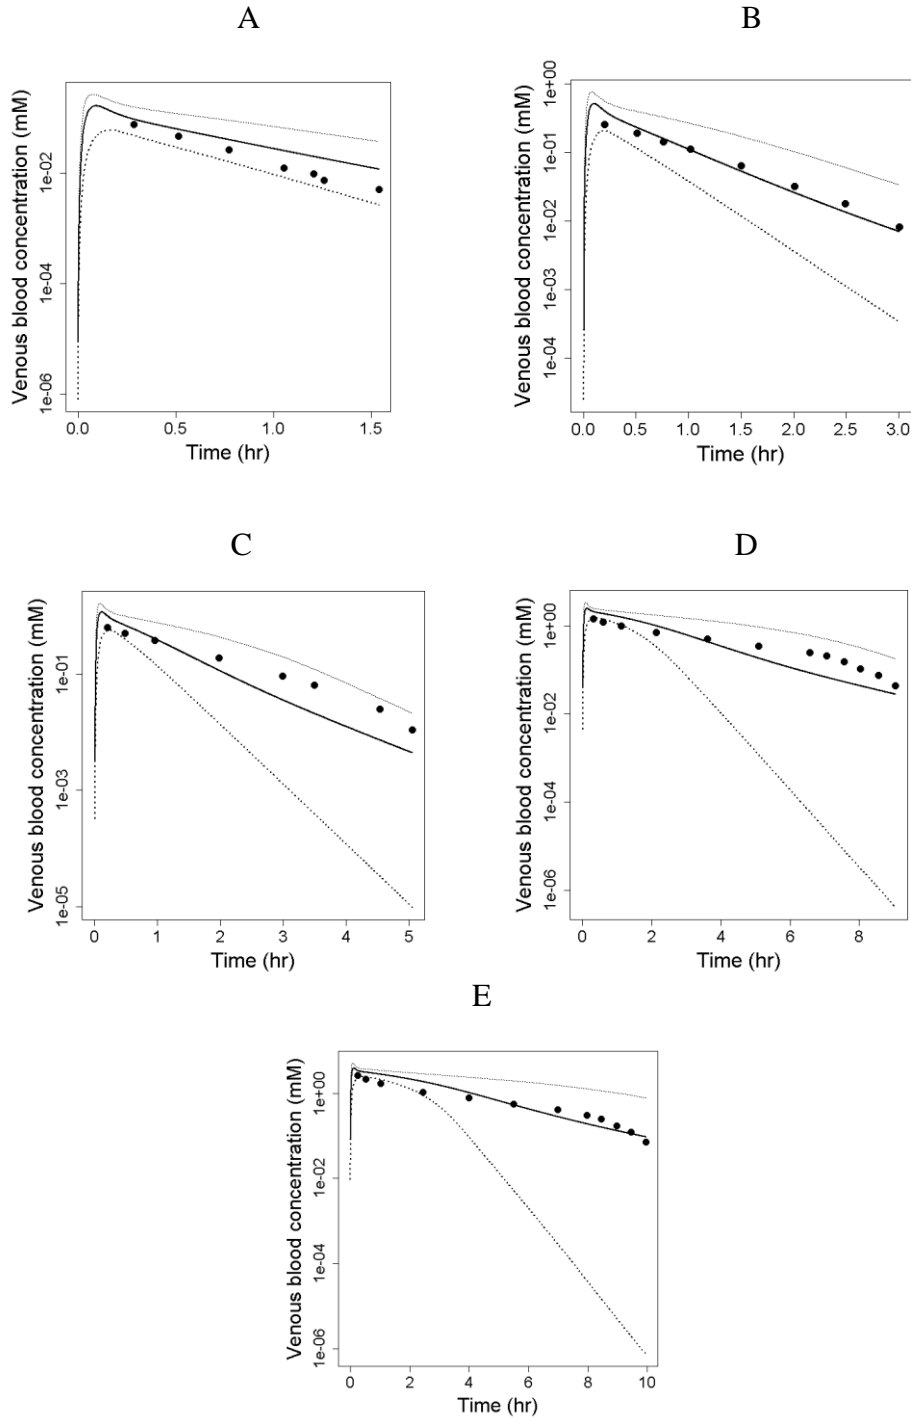 A
B
Venous blood concentration (mM)
1e-02
1e-04
1e-06
0.0 0.5 1.0 1.5
Time (hr)
Venous blood concentration (mM)
1e+00
1e-01
1e-02
1e-03
1e-04
0.0 0.5 1.0 1.5 2.0 2.5 3.0
Time (hr)
C
D
Venous blood concentration (mM)
1e-01
1e-03
1e-05
0 1 2 3 4 5
Time (hr)
Venous blood concentration (mM)
1e+00
1e-02
1e-04
1e-06
0 2 4 6 8
Time (hr)
E
Venous blood concentration (mM)
1e+00
1e-02
1e-04
1e-06
0 2 4 6 8 10
Time (hr)